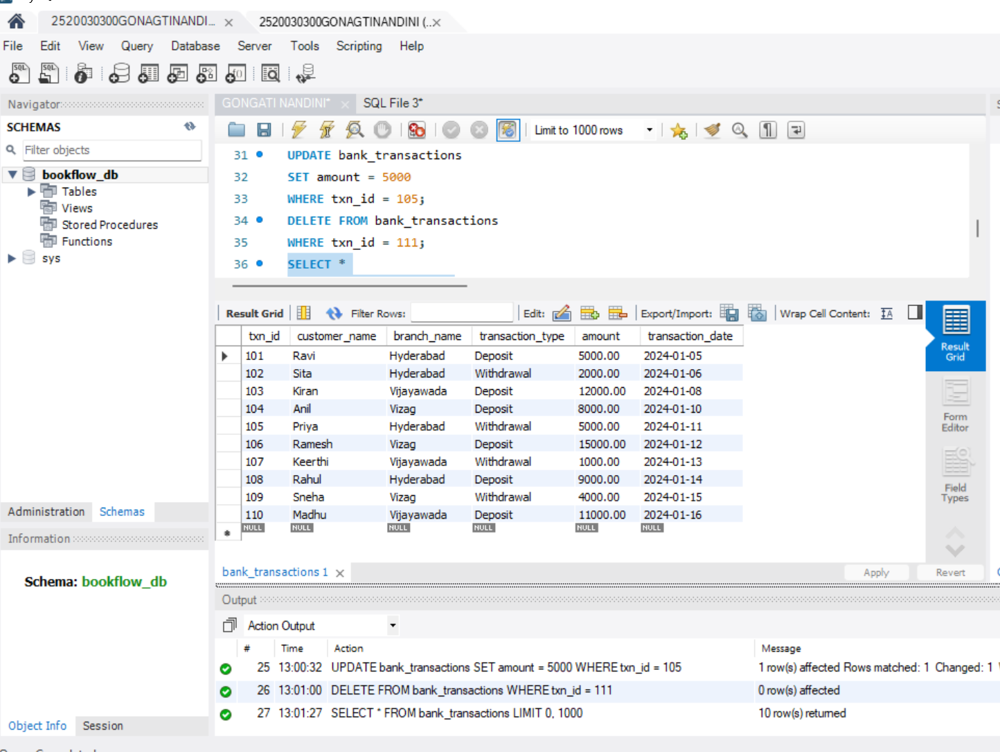 2520030300GONAGTINANDI...
2520030300GONAGTINANDINI (..
File Edit View Query Database Server Tools Scripting Help
SQL SQL
Navigator
SCHEMAS
Filter objects
bookflow_db
Tables
Views
Stored Procedures
Functions
sys
Administration Schemas
Information
Schema: bookflow_db
Object Info Session
GONGATI NANDINI* SQL File 3*
Limit to 1000 rows
31 UPDATE bank_transactions
32 SET amount = 5000
33 WHERE txn_id = 105;
34 DELETE FROM bank_transactions
35 WHERE txn_id = 111;
36 SELECT *
Result Grid Filter Rows: Edit: Export/Import: Wrap Cell Content:
txn_id customer_name branch_name transaction_type amount transaction_date
101 Ravi Hyderabad Deposit 5000.00 2024-01-05
102 Sita Hyderabad Withdrawal 2000.00 2024-01-06
103 Kiran Vijayawada Deposit 12000.00 2024-01-08
104 Anil Vizag Deposit 8000.00 2024-01-10
105 Priya Hyderabad Withdrawal 5000.00 2024-01-11
106 Ramesh Vizag Deposit 15000.00 2024-01-12
107 Keerthi Vijayawada Withdrawal 1000.00 2024-01-13
108 Rahul Hyderabad Deposit 9000.00 2024-01-14
109 Sneha Vizag Withdrawal 4000.00 2024-01-15
110 Madhu Vijayawada Deposit 11000.00 2024-01-16
NULL NULL NULL NULL NULL NULL
Result
Grid
Form
Editor
Field
Types
bank_transactions 1
Apply Revert
Output
Action Output
# Time Action Message
25 13:00:32 UPDATE bank_transactions SET amount = 5000 WHERE txn_id = 105 1 row(s) affected Rows matched: 1 Changed: 1
26 13:01:00 DELETE FROM bank_transactions WHERE txn_id = 111 0 row(s) affected
27 13:01:27 SELECT * FROM bank_transactions LIMIT 0, 1000 10 row(s) returned